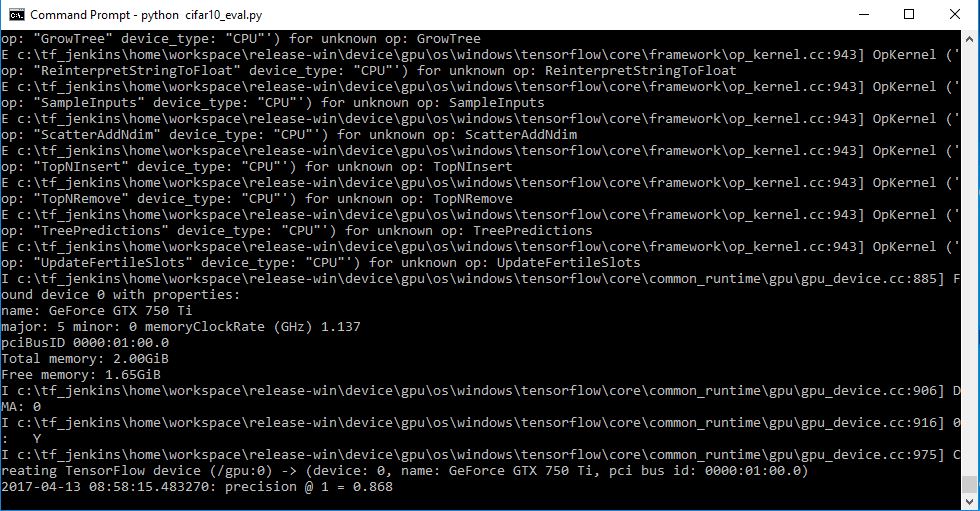 Command Prompt - python  cifar10_eval.py
op: "GrowTree" device_type: "CPU"') for unknown op: GrowTree
E c:\tf_jenkins\home\workspace\release-win\device\gpu\os\windows\tensorflow\core\framework\op_kernel.cc:943] OpKernel ('
op: "ReinterpretStringToFloat" device_type: "CPU"') for unknown op: ReinterpretStringToFloat
E c:\tf_jenkins\home\workspace\release-win\device\gpu\os\windows\tensorflow\core\framework\op_kernel.cc:943] OpKernel ('
op: "SampleInputs" device_type: "CPU"') for unknown op: SampleInputs
E c:\tf_jenkins\home\workspace\release-win\device\gpu\os\windows\tensorflow\core\framework\op_kernel.cc:943] OpKernel ('
op: "ScatterAddNdim" device_type: "CPU"') for unknown op: ScatterAddNdim
E c:\tf_jenkins\home\workspace\release-win\device\gpu\os\windows\tensorflow\core\framework\op_kernel.cc:943] OpKernel ('
op: "TopNInsert" device_type: "CPU"') for unknown op: TopNInsert
E c:\tf_jenkins\home\workspace\release-win\device\gpu\os\windows\tensorflow\core\framework\op_kernel.cc:943] OpKernel ('
op: "TopNRemove" device_type: "CPU"') for unknown op: TopNRemove
E c:\tf_jenkins\home\workspace\release-win\device\gpu\os\windows\tensorflow\core\framework\op_kernel.cc:943] OpKernel ('
op: "TreePredictions" device_type: "CPU"') for unknown op: TreePredictions
E c:\tf_jenkins\home\workspace\release-win\device\gpu\os\windows\tensorflow\core\framework\op_kernel.cc:943] OpKernel ('
op: "UpdateFertileSlots" device_type: "CPU"') for unknown op: UpdateFertileSlots
I c:\tf_jenkins\home\workspace\release-win\device\gpu\os\windows\tensorflow\core\common_runtime\gpu\gpu_device.cc:885] F
ound device 0 with properties:
name: GeForce GTX 750 Ti
major: 5 minor: 0 memoryClockRate (GHz) 1.137
pciBusID 0000:01:00.0
Total memory: 2.00GiB
Free memory: 1.65GiB
I c:\tf_jenkins\home\workspace\release-win\device\gpu\os\windows\tensorflow\core\common_runtime\gpu\gpu_device.cc:906] D
MA: 0
I c:\tf_jenkins\home\workspace\release-win\device\gpu\os\windows\tensorflow\core\common_runtime\gpu\gpu_device.cc:916] 0
:   Y
I c:\tf_jenkins\home\workspace\release-win\device\gpu\os\windows\tensorflow\core\common_runtime\gpu\gpu_device.cc:975] C
reating TensorFlow device (/gpu:0) -> (device: 0, name: GeForce GTX 750 Ti, pci bus id: 0000:01:00.0)
2017-04-13 08:58:15.483270: precision @ 1 = 0.868